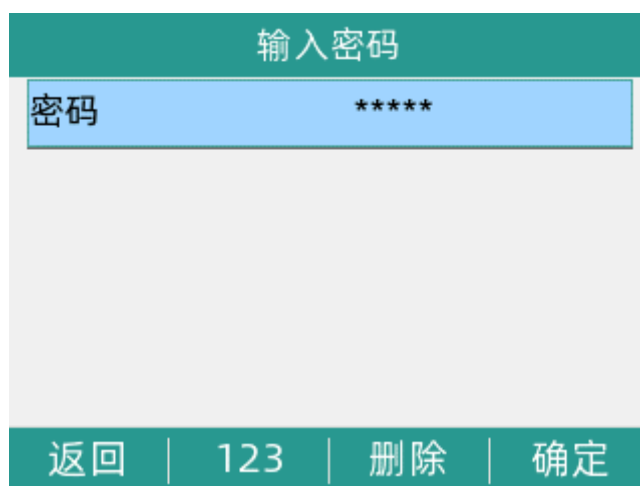 输入密码
密码 *****
返回 | 123 | 删除 | 确定